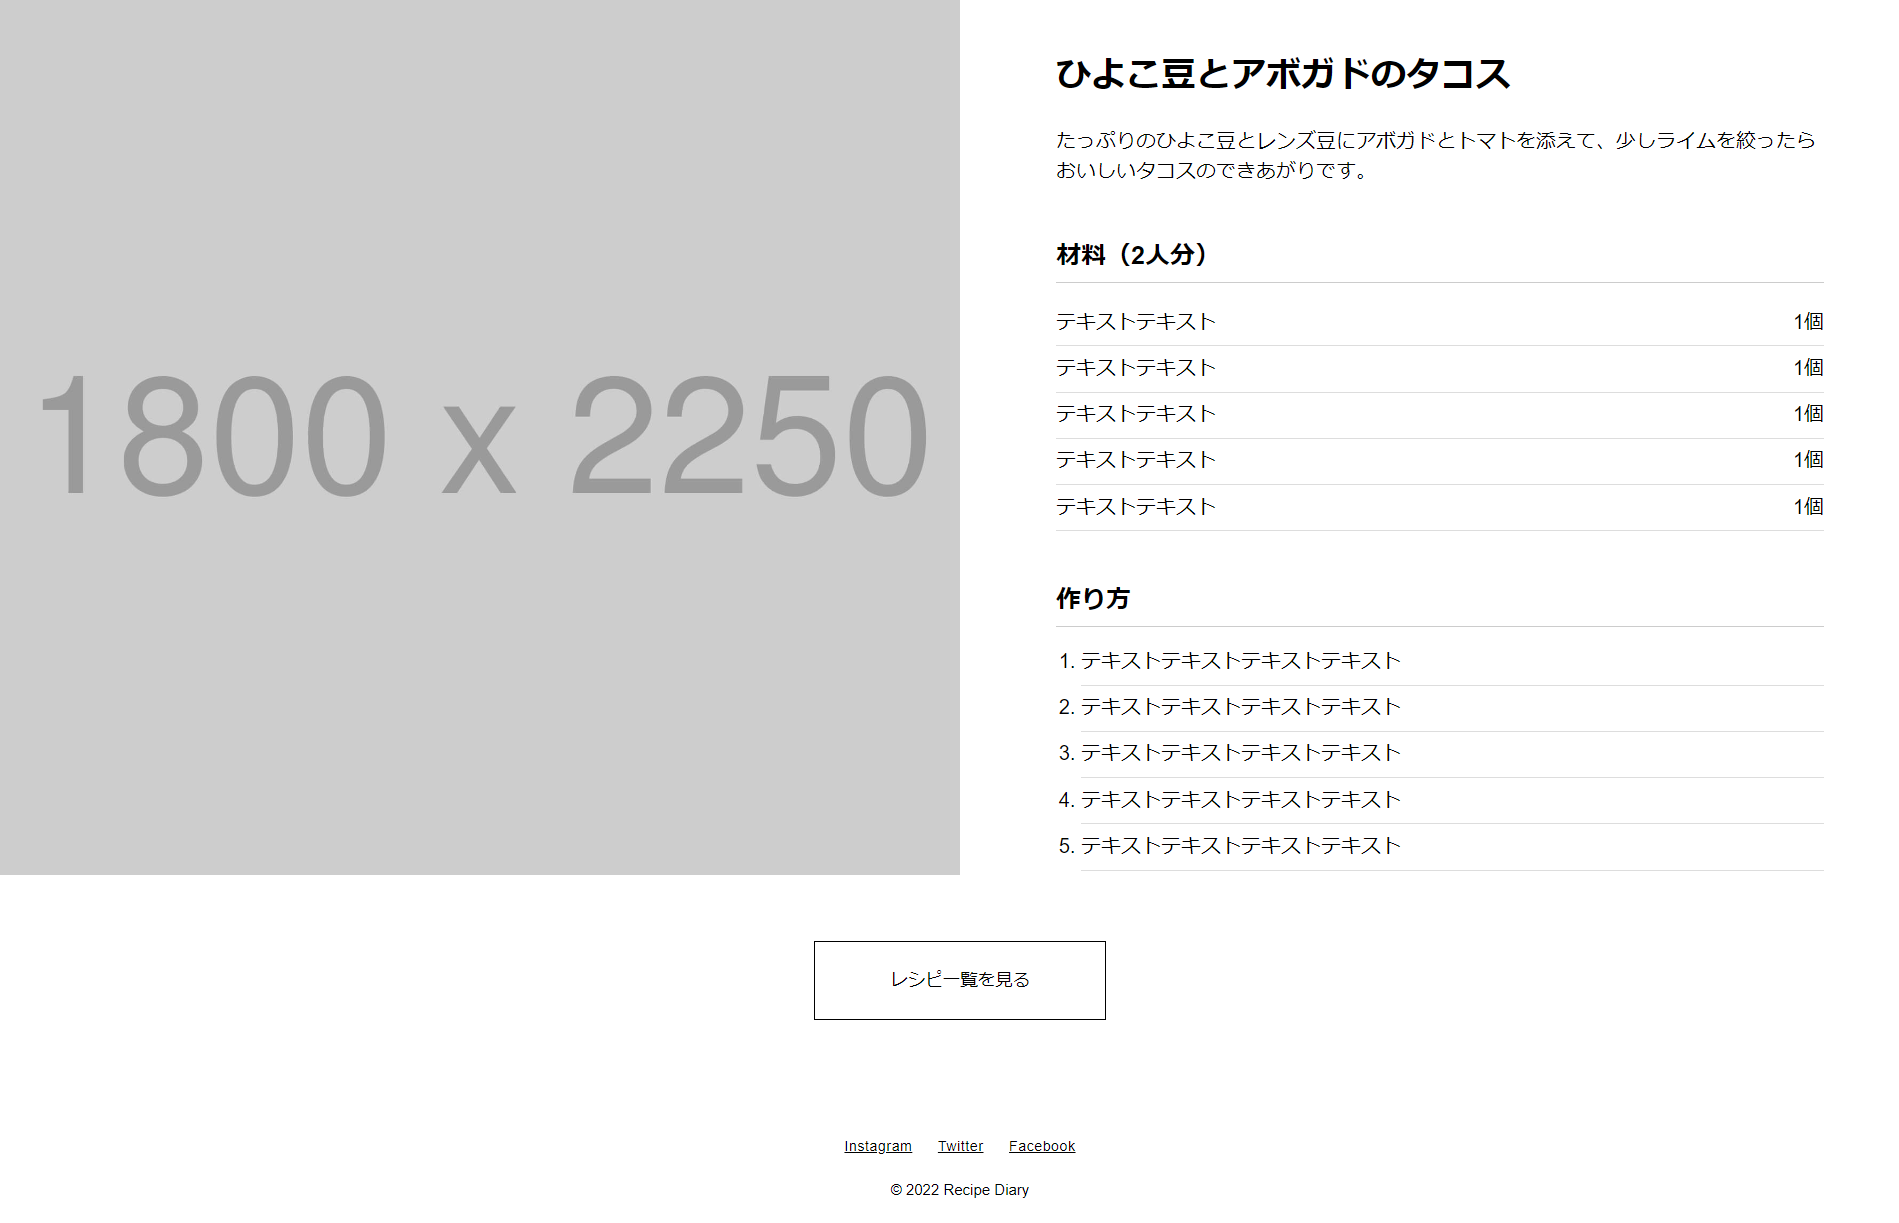 1800 x 2250
ひよこ豆とアボガドのタコス
たっぷりのひよこ豆とレンズ豆にアボガドとトマトを添えて、少しライムを絞ったら
おいしいタコスのできあがりです。
材料（2人分）
テキストテキスト 1個
テキストテキスト 1個
テキストテキスト 1個
テキストテキスト 1個
テキストテキスト 1個
作り方
1. テキストテキストテキストテキスト
2. テキストテキストテキストテキスト
3. テキストテキストテキストテキスト
4. テキストテキストテキストテキスト
5. テキストテキストテキストテキスト
レシピ一覧を見る
Instagram Twitter Facebook
© 2022 Recipe Diary